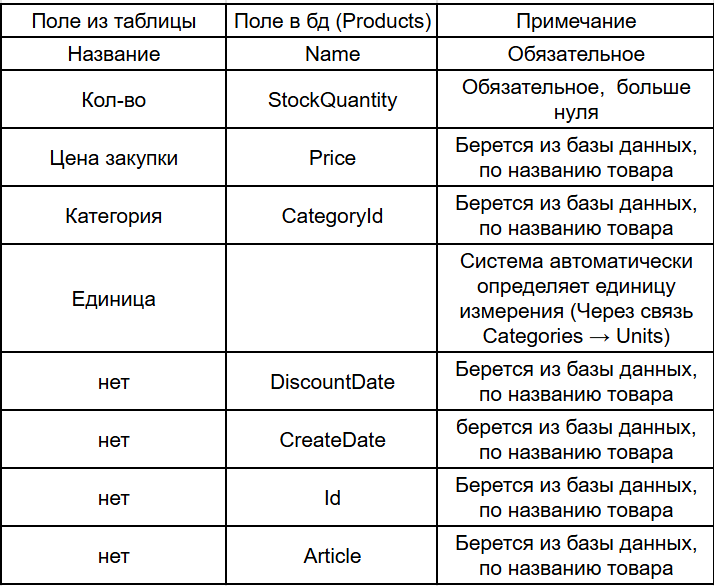 Поле из таблицы Поле в бд (Products) Примечание
Название Name Обязательное
Кол-во StockQuantity Обязательное, больше
нуля
Цена закупки Price Берется из базы данных,
по названию товара
Категория CategoryId Берется из базы данных,
по названию товара
Единица Система автоматически
определяет единицу
измерения (Через связь
Categories → Units)
нет DiscountDate Берется из базы данных,
по названию товара
нет CreateDate берется из базы данных,
по названию товара
нет Id Берется из базы данных,
по названию товара
нет Article Берется из базы данных,
по названию товара